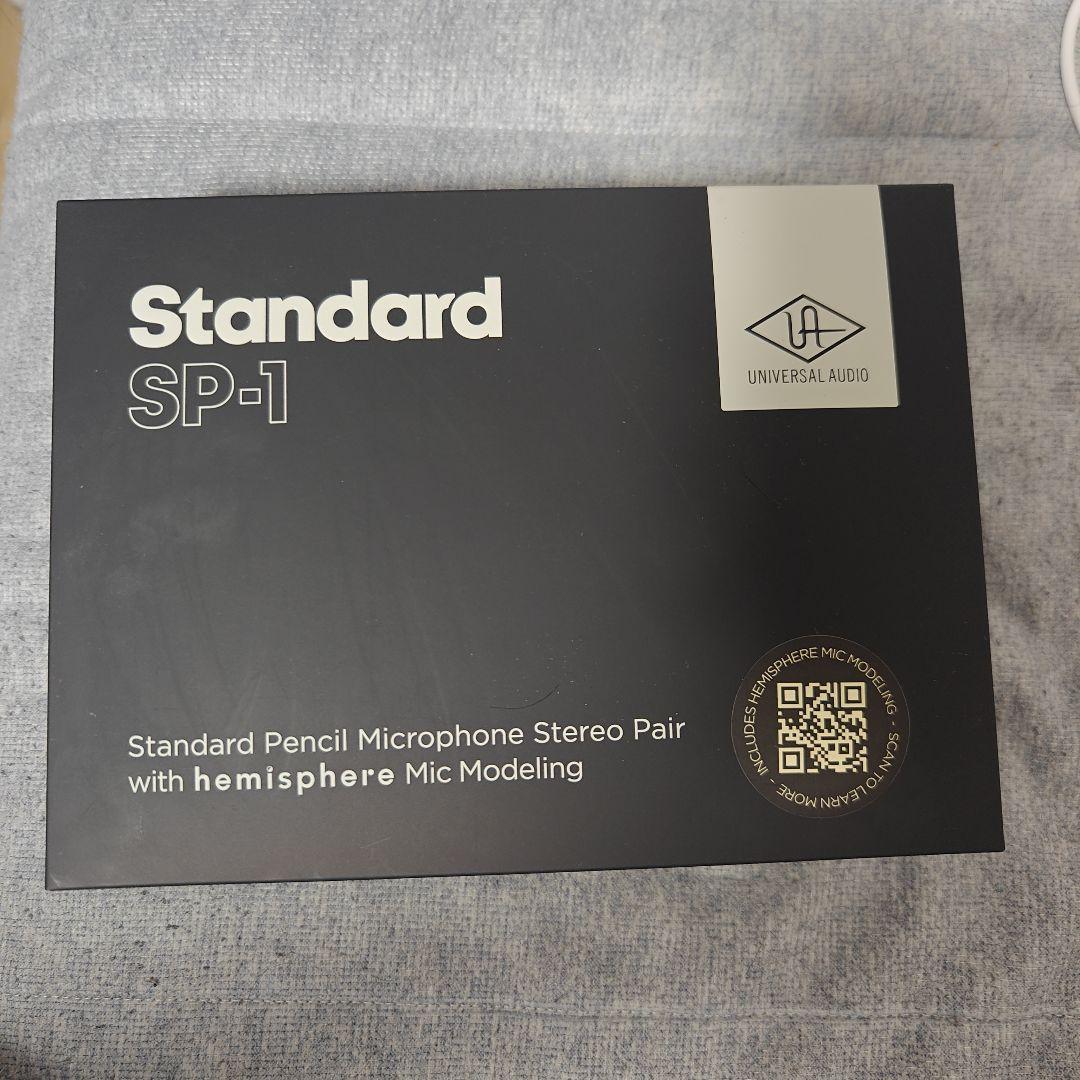 Standard
SP-1
UA
UNIVERSAL AUDIO
Standard Pencil Microphone Stereo Pair
with hemisphere Mic Modeling
INCLUDES HEMISPHERE MIC MODELING - SCAN TO LEARN MORE -